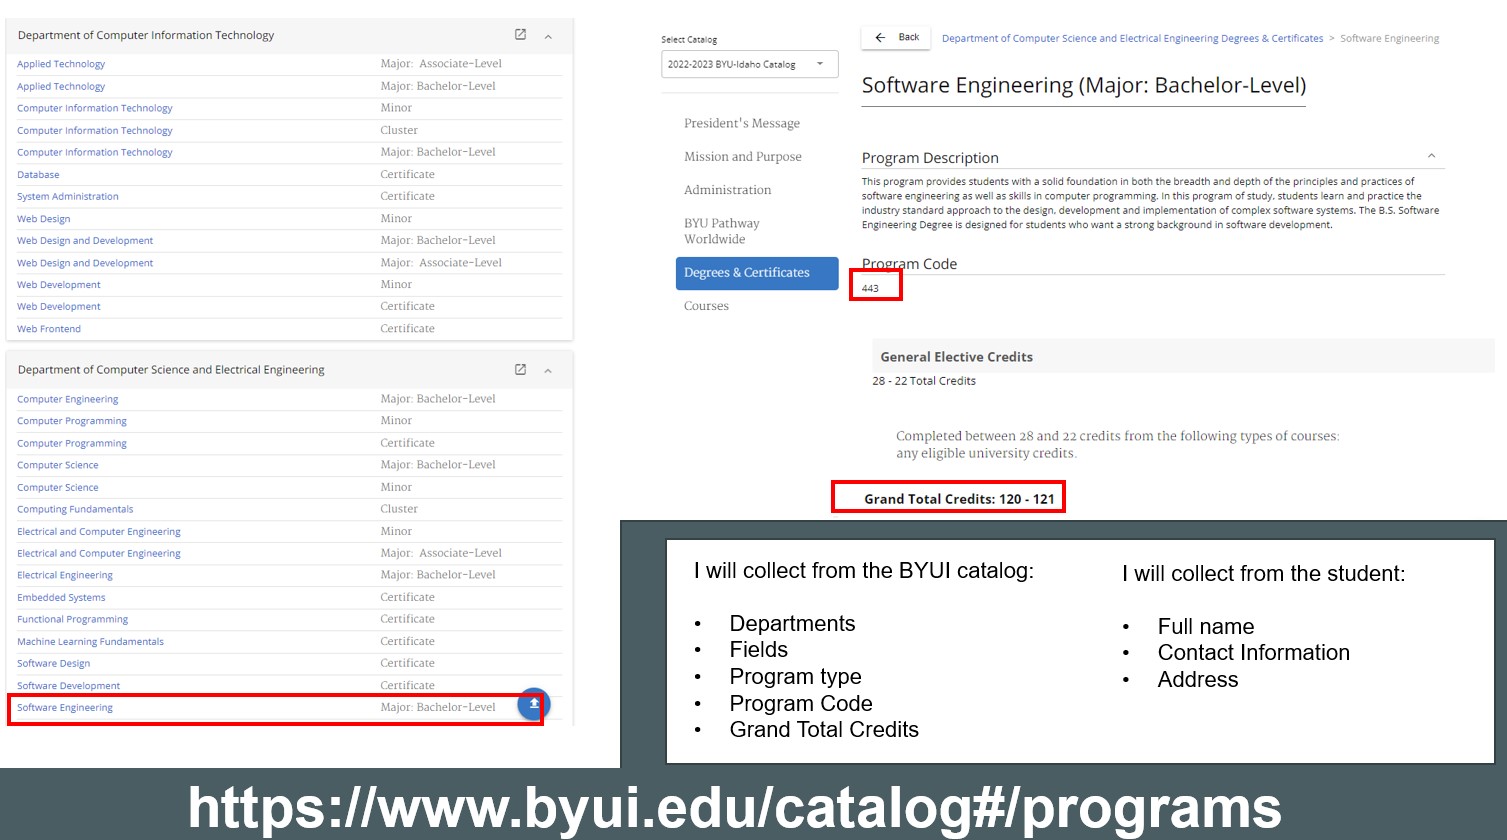 Department of Computer Information Technology
Applied Technology Major: Associate-Level
Applied Technology Major: Bachelor-Level
Computer Information Technology Minor
Computer Information Technology Cluster
Computer Information Technology Major: Bachelor-Level
Database Certificate
System Administration Certificate
Web Design Minor
Web Design and Development Major: Bachelor-Level
Web Design and Development Major: Associate-Level
Web Development Minor
Web Development Certificate
Web Frontend Certificate
Department of Computer Science and Electrical Engineering
Computer Engineering Major: Bachelor-Level
Computer Programming Minor
Computer Programming Certificate
Computer Science Major: Bachelor-Level
Computer Science Minor
Computing Fundamentals Cluster
Electrical and Computer Engineering Minor
Electrical and Computer Engineering Major: Associate-Level
Electrical Engineering Major: Bachelor-Level
Embedded Systems Certificate
Functional Programming Certificate
Machine Learning Fundamentals Certificate
Software Design Certificate
Software Development Certificate
Software Engineering Major: Bachelor-Level
Select Catalog
2022-2023 BYU-Idaho Catalog
President's Message
Mission and Purpose
Administration
BYU Pathway
Worldwide
Degrees & Certificates
Courses
Back
Department of Computer Science and Electrical Engineering Degrees & Certificates > Software Engineering
Software Engineering (Major: Bachelor-Level)
Program Description
This program provides students with a solid foundation in both the breadth and depth of the principles and practices of
software engineering as well as skills in computer programming. In this program of study, students learn and practice the
industry standard approach to the design, development and implementation of complex software systems. The B.S. Software
Engineering Degree is designed for students who want a strong background in software development.
Program Code
443
General Elective Credits
28 - 22 Total Credits
Completed between 28 and 22 credits from the following types of courses:
any eligible university credits.
Grand Total Credits: 120 - 121
I will collect from the BYUI catalog:
• Departments
• Fields
• Program type
• Program Code
• Grand Total Credits
I will collect from the student:
• Full name
• Contact Information
• Address
https://www.byui.edu/catalog#/programs